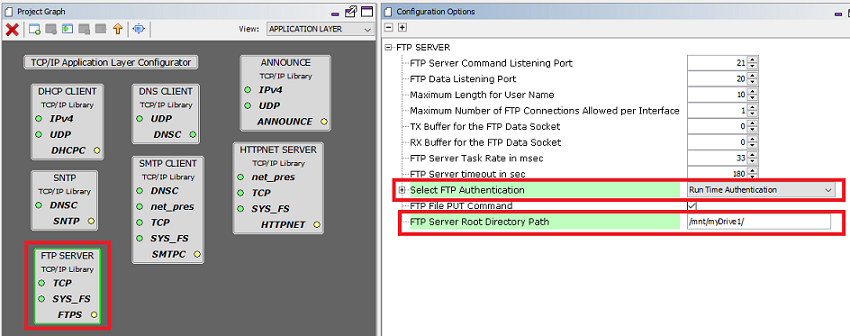 Project Graph
View: APPLICATION LAYER
TCP/IP Application Layer Configurator
DHCP CLIENT
TCP/IP Library
IPv4
UDP
DHCPC
DNS CLIENT
TCP/IP Library
UDP
DNSC
ANNOUNCE
TCP/IP Library
IPv4
UDP
ANNOUNCE
SNTP
TCP/IP Library
DNSC
SNTP
SMTP CLIENT
TCP/IP Library
DNSC
net_pres
TCP
SYS_FS
SMTPC
HTTPNET SERVER
TCP/IP Library
net_pres
TCP
SYS_FS
HTTPNET
FTP SERVER
TCP/IP Library
TCP
SYS_FS
FTPS
Configuration Options
FTP SERVER
FTP Server Command Listening Port 21
FTP Data Listening Port 20
Maximum Length for User Name 10
Maximum Number of FTP Connections Allowed per Interface 1
TX Buffer for the FTP Data Socket 0
RX Buffer for the FTP Data Socket 0
FTP Server Task Rate in msec 33
FTP Server timeout in sec 180
Select FTP Authentication Run Time Authentication
FTP File PUT Command
FTP Server Root Directory Path /mnt/myDrive1/